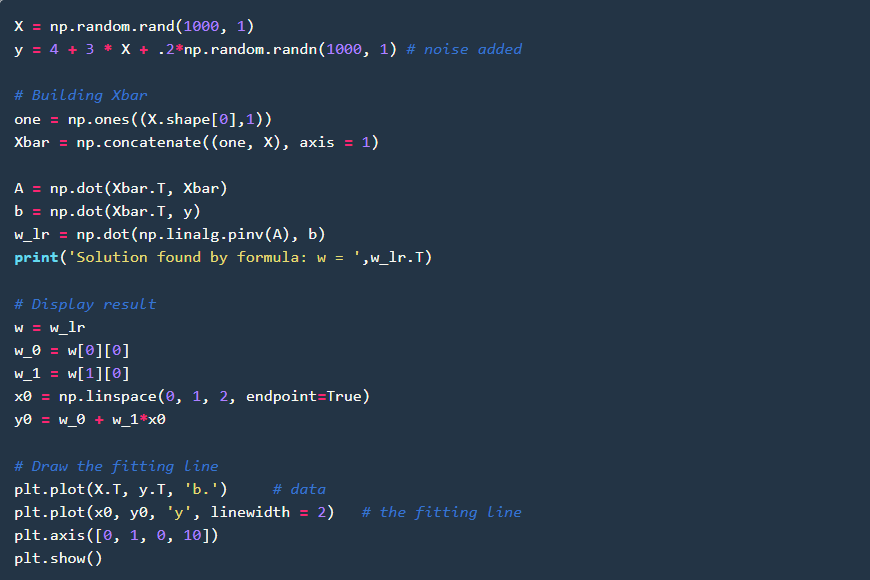 X = np.random.rand(1000, 1)
y = 4 + 3 * X + .2*np.random.randn(1000, 1) # noise added

# Building Xbar
one = np.ones((X.shape[0],1))
Xbar = np.concatenate((one, X), axis = 1)

A = np.dot(Xbar.T, Xbar)
b = np.dot(Xbar.T, y)
w_lr = np.dot(np.linalg.pinv(A), b)
print('Solution found by formula: w = ',w_lr.T)

# Display result
w = w_lr
w_0 = w[0][0]
w_1 = w[1][0]
x0 = np.linspace(0, 1, 2, endpoint=True)
y0 = w_0 + w_1*x0

# Draw the fitting line
plt.plot(X.T, y.T, 'b.')     # data
plt.plot(x0, y0, 'y', linewidth = 2)   # the fitting line
plt.axis([0, 1, 0, 10])
plt.show()